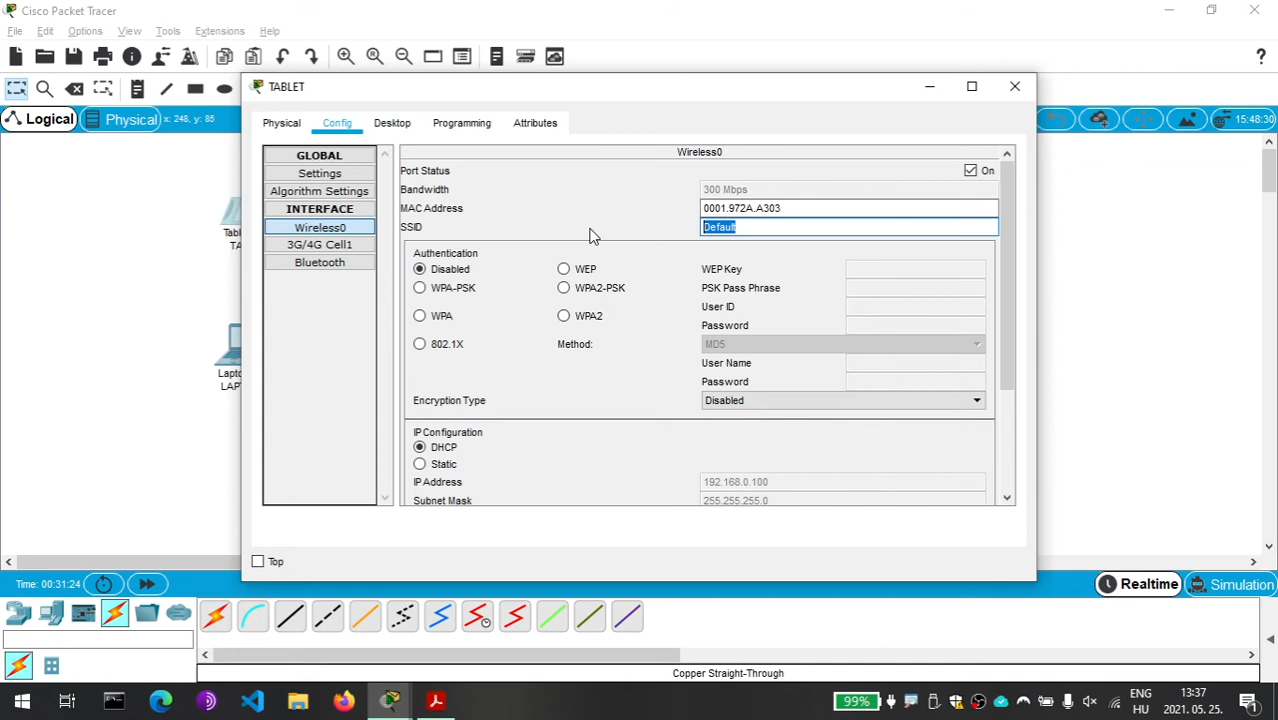 Cisco Packet Tracer
File Edit Options View Tools Extensions Help
?
Logical Physical x: 248, y: 85 15:48:30
TABLET
Physical Config Desktop Programming Attributes
GLOBAL
Settings
Algorithm Settings
INTERFACE
Wireless0
3G/4G Cell1
Bluetooth
Wireless0
Port Status On
Bandwidth 300 Mbps
MAC Address 0001.972A.A303
SSID Default
Authentication
Disabled WEP WEP Key
WPA-PSK WPA2-PSK PSK Pass Phrase
User ID
WPA WPA2 Password
802.1X Method: MD5
User Name
Password
Encryption Type Disabled
IP Configuration
DHCP
Static
IP Address 192.168.0.100
Subnet Mask 255.255.255.0
Top
Tabl
TA
Lapto
LAPT
Time: 00:31:24 Realtime Simulation
Copper Straight-Through
99% ENG 13:37
HU 2021. 05. 25.
1